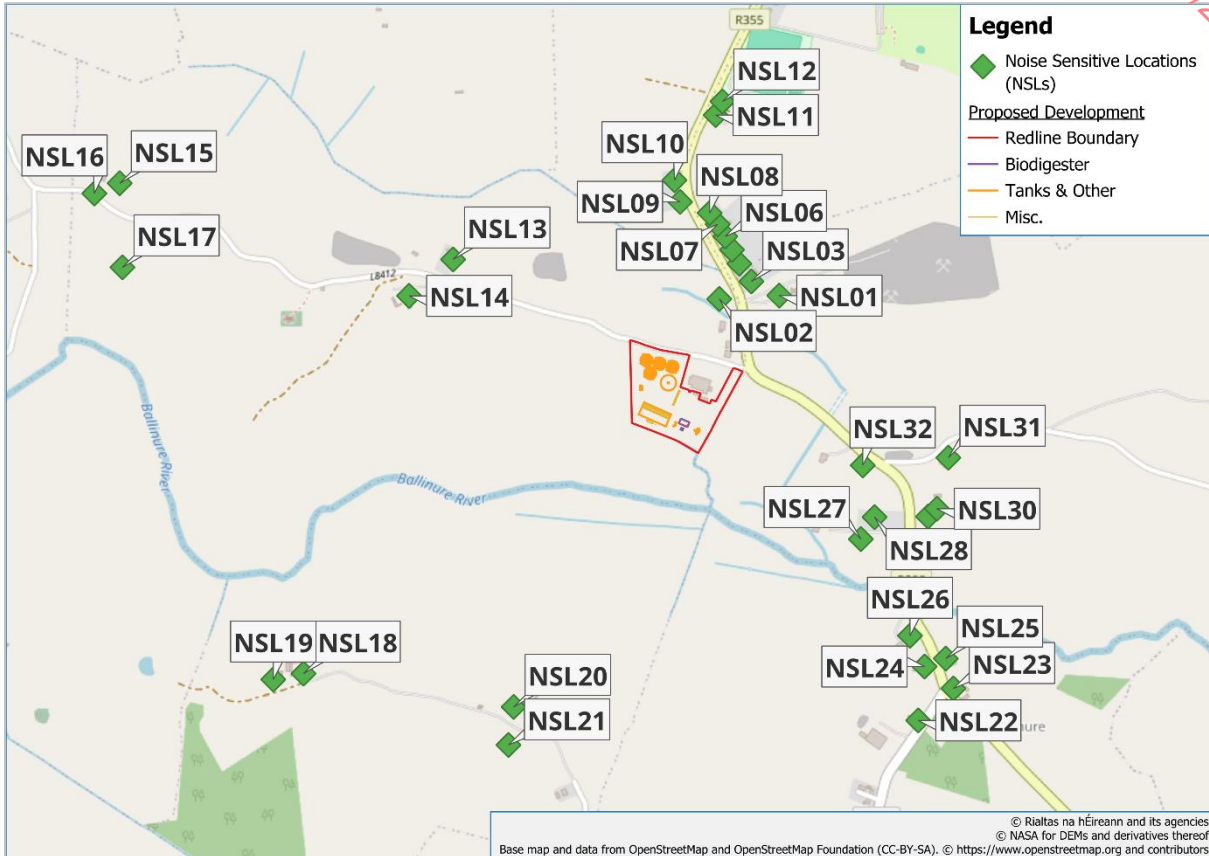 R355
Legend
Noise Sensitive Locations
(NSLs)
Proposed Development
Redline Boundary
Biodigester
Tanks & Other
Misc.
NSL12
NSL11
NSL10
NSL16
NSL15
NSL08
NSL09
NSL06
NSL17
NSL13
NSL07
NSL03
L8412
NSL14
NSL01
NSL02
NSL32
NSL31
Ballinure River
Ballinure River
NSL27
NSL30
NSL28
NSL26
NSL25
NSL19
NSL18
NSL24
NSL23
NSL20
NSL21
NSL22
© Rialtas na hÉireann and its agencies
© NASA for DEMs and derivatives thereof
Base map and data from OpenStreetMap and OpenStreetMap Foundation (CC-BY-SA). © https://www.openstreetmap.org and contributors